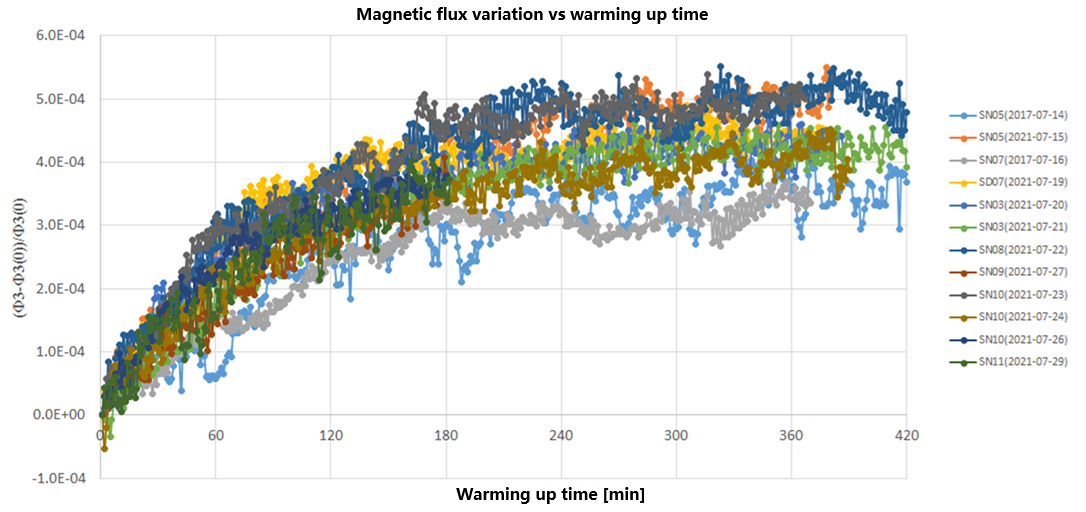 Magnetic flux variation vs warming up time
(Φ3-Φ3(0))/Φ3(0)
6.0E-04
5.0E-04
4.0E-04
3.0E-04
2.0E-04
1.0E-04
0.0E+00
-1.0E-04
0 60 120 180 240 300 360 420
Warming up time [min]
SN05(2017-07-14)
SN05(2021-07-15)
SN07(2017-07-16)
SD07(2021-07-19)
SN03(2021-07-20)
SN03(2021-07-21)
SN08(2021-07-22)
SN09(2021-07-27)
SN10(2021-07-23)
SN10(2021-07-24)
SN10(2021-07-26)
SN11(2021-07-29)